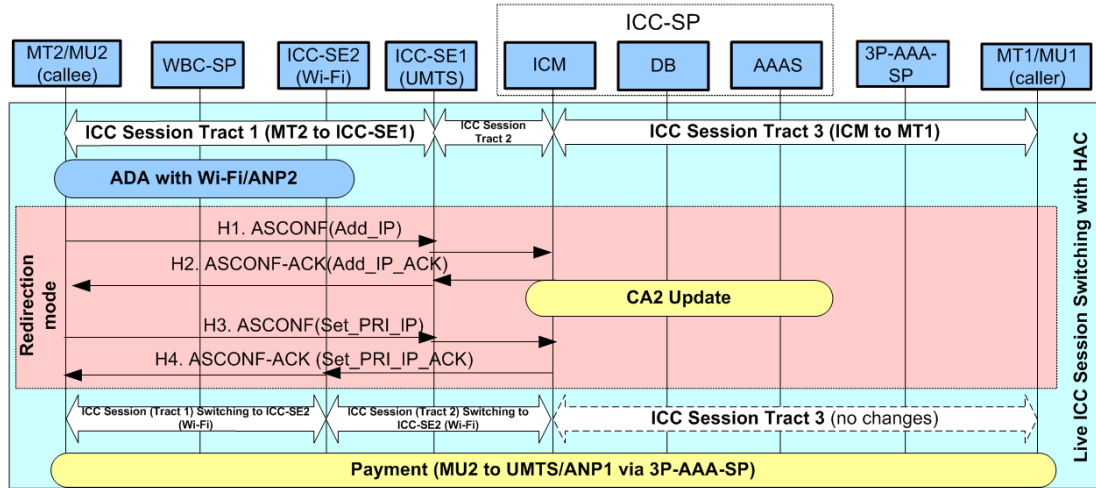 ICC-SP
MT2/MU2
(callee)
WBC-SP
ICC-SE2
(Wi-Fi)
ICC-SE1
(UMTS)
ICM
DB
AAAS
3P-AAA-
SP
MT1/MU1
(caller)
ICC Session Tract 1 (MT2 to ICC-SE1)
ICC Session
Tract 2
ICC Session Tract 3 (ICM to MT1)
ADA with Wi-Fi/ANP2
Redirection
mode
H1. ASCONF(Add_IP)
H2. ASCONF-ACK(Add_IP_ACK)
CA2 Update
H3. ASCONF(Set_PRI_IP)
H4. ASCONF-ACK (Set_PRI_IP_ACK)
ICC Session (Tract 1) Switching to ICC-SE2
(Wi-Fi)
ICC Session (Tract 2) Switching to
ICC-SE2 (Wi-Fi)
ICC Session Tract 3 (no changes)
Payment (MU2 to UMTS/ANP1 via 3P-AAA-SP)
Live ICC Session Switching with HAC